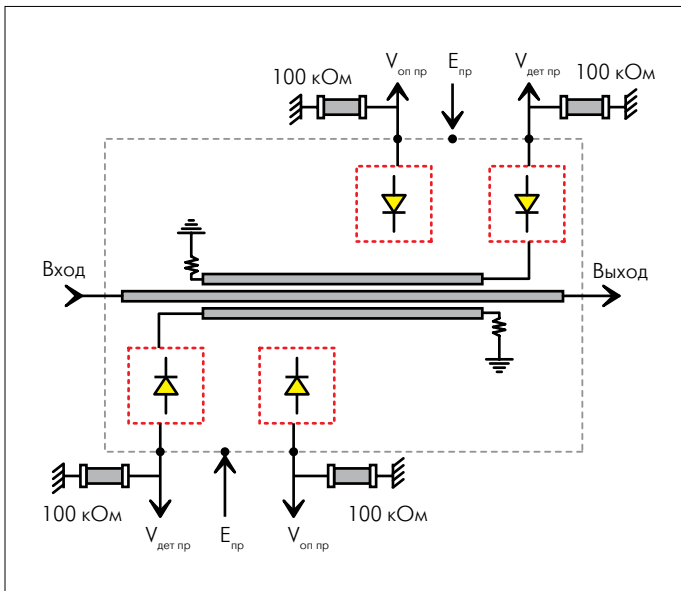 100 кОм
V оп пр
E пр
V дет пр
100 кОм
Вход
Выход
100 кОм
V дет пр
E пр
V оп пр
100 кОм